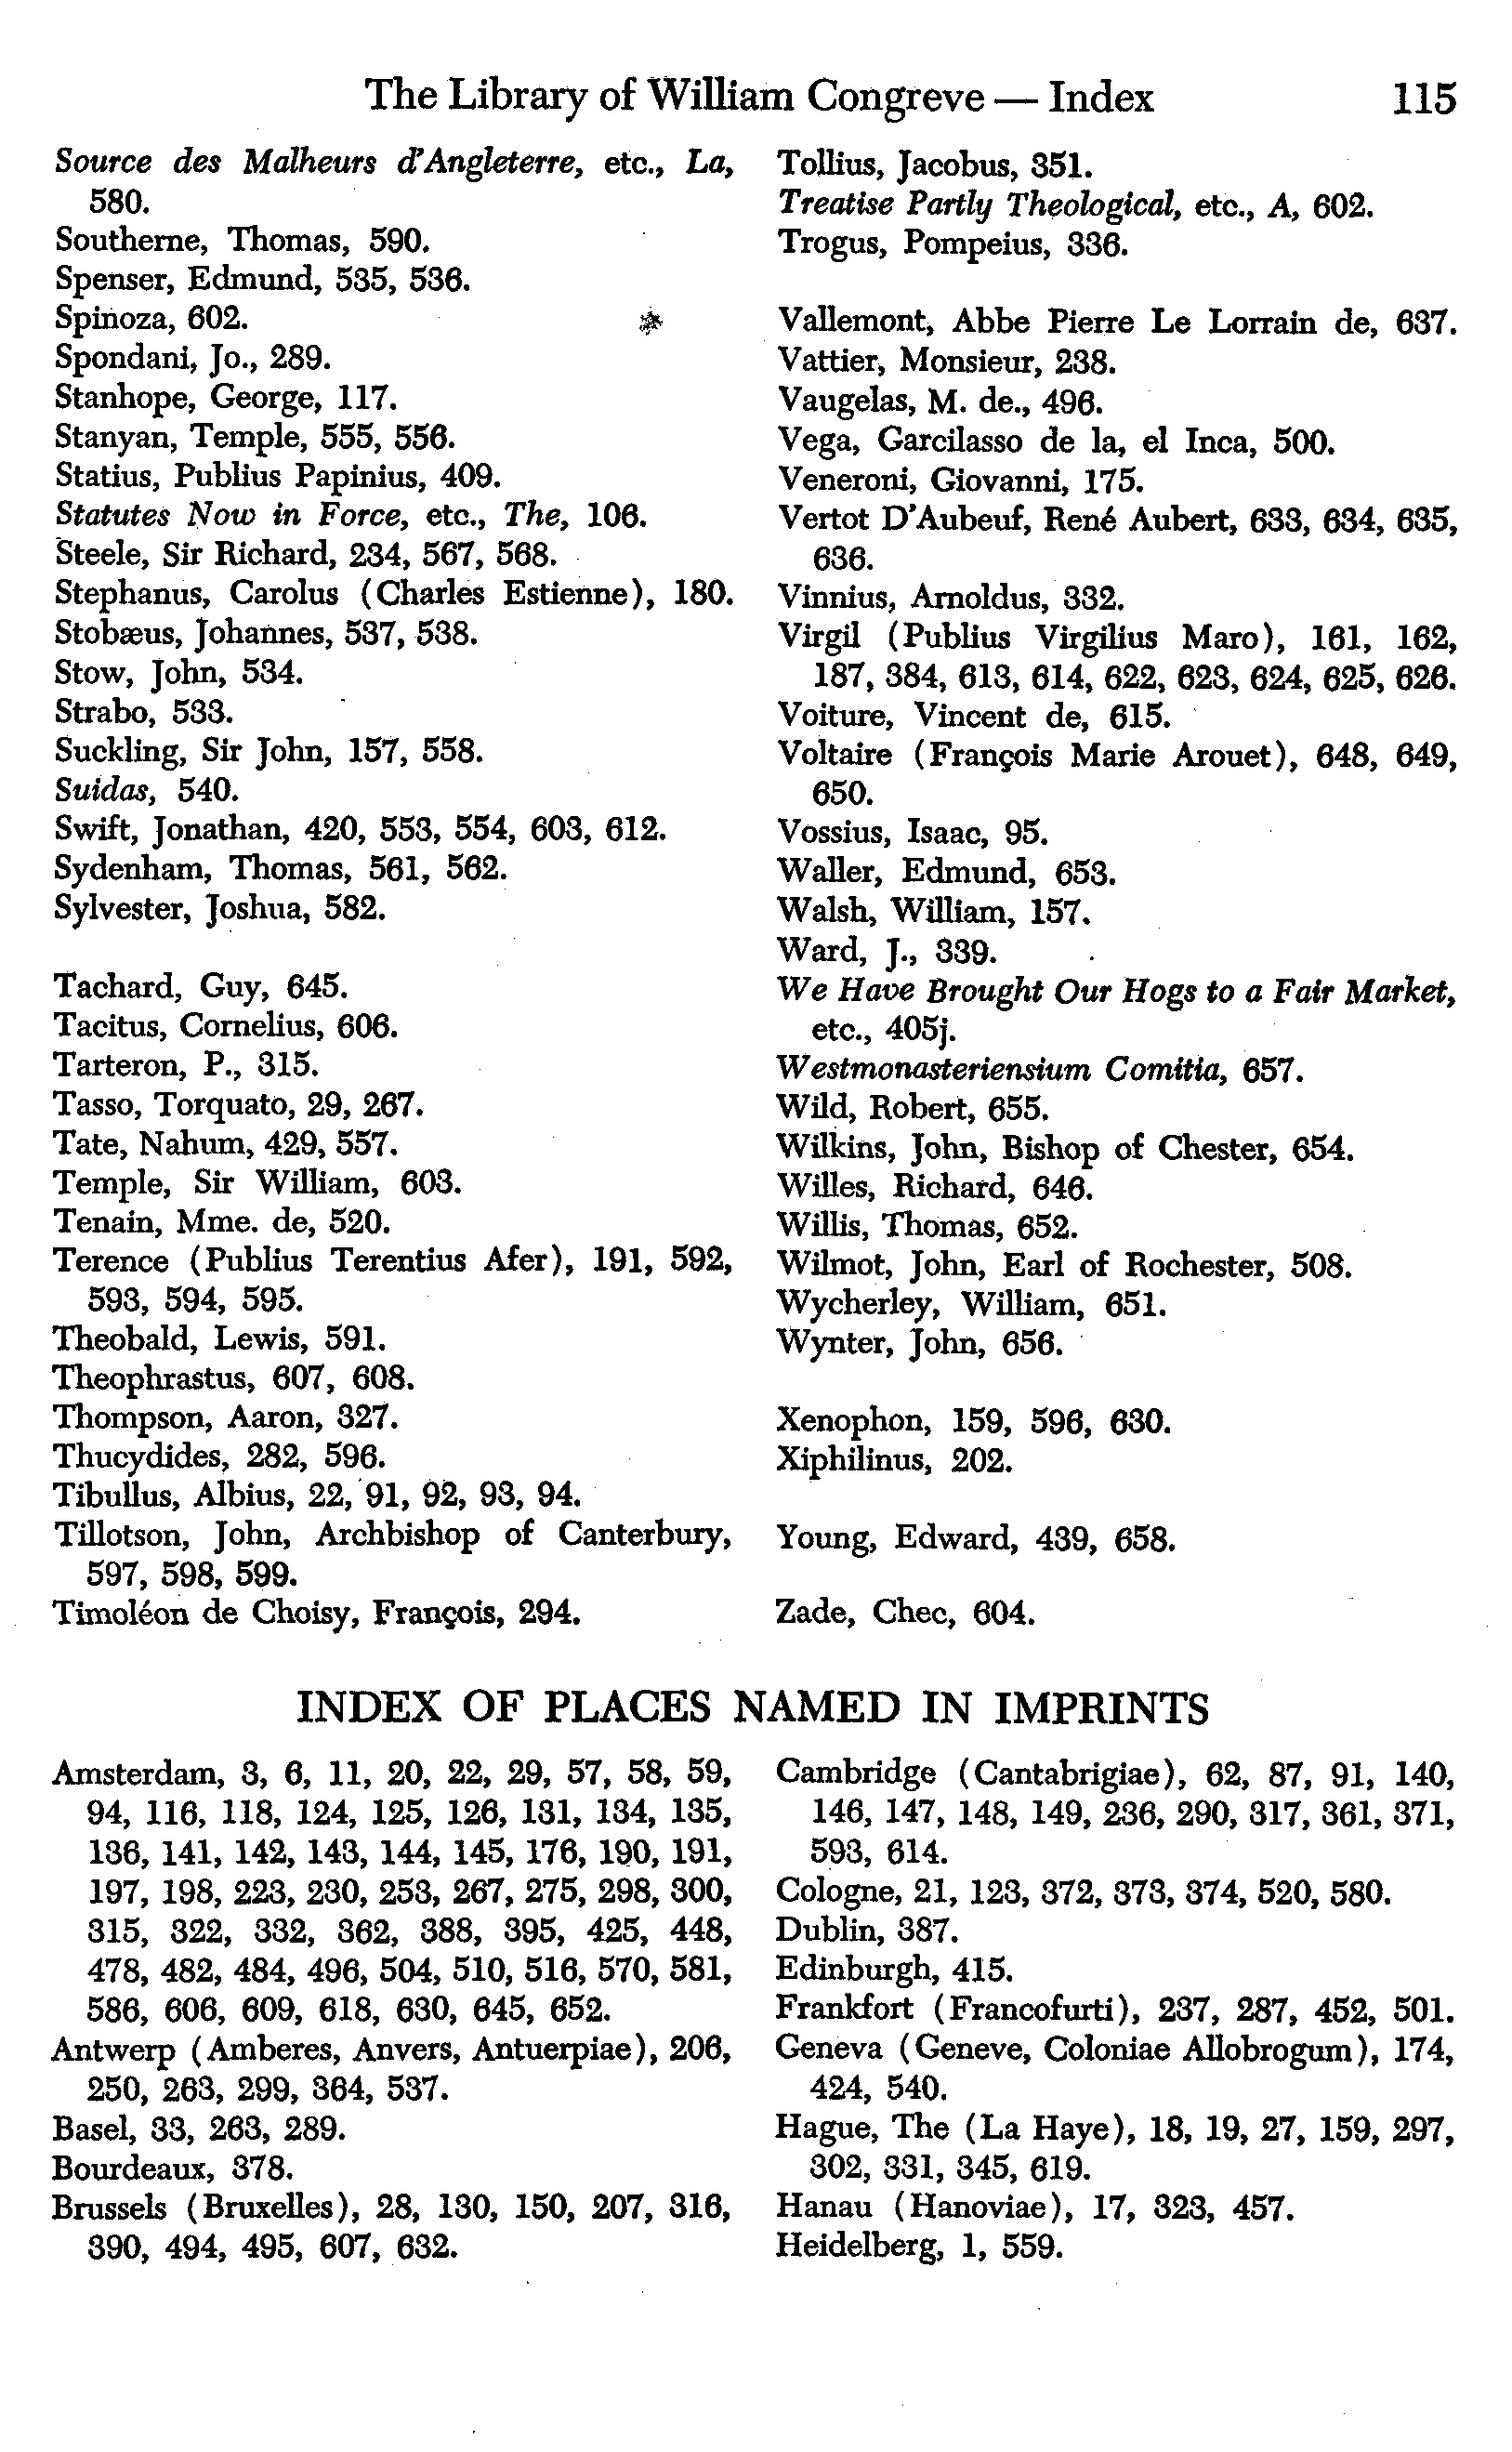 The Library of William Congreve — Index 115
Source des Malheurs d'Angleterre, etc., La,
580.
Southerne, Thomas, 590.
Spenser, Edmund, 535, 536.
Spinoza, 602.
Spondani, Jo., 289.
Stanhope, George, 117.
Stanyan, Temple, 555, 556.
Statius, Publius Papinius, 409.
Statutes Now in Force, etc., The, 106.
Steele, Sir Richard, 234, 567, 568.
Stephanus, Carolus (Charles Estienne), 180.
Stobæus, Johannes, 537, 538.
Stow, John, 534.
Strabo, 533.
Suckling, Sir John, 157, 558.
Suidas, 540.
Swift, Jonathan, 420, 553, 554, 603, 612.
Sydenham, Thomas, 561, 562.
Sylvester, Joshua, 582.
Tachard, Guy, 645.
Tacitus, Cornelius, 606.
Tarteron, P., 315.
Tasso, Torquato, 29, 267.
Tate, Nahum, 429, 557.
Temple, Sir William, 603.
Tenain, Mme. de, 520.
Terence (Publius Terentius Afer), 191, 592,
593, 594, 595.
Theobald, Lewis, 591.
Theophrastus, 607, 608.
Thompson, Aaron, 327.
Thucydides, 282, 596.
Tibullus, Albius, 22, 91, 92, 93, 94.
Tillotson, John, Archbishop of Canterbury,
597, 598, 599.
Timoléon de Choisy, François, 294.
Tollius, Jacobus, 351.
Treatise Partly Theological, etc., A, 602.
Trogus, Pompeius, 336.
Vallemont, Abbe Pierre Le Lorrain de, 637.
Vattier, Monsieur, 238.
Vaugelas, M. de., 496.
Vega, Garcilasso de la, el Inca, 500.
Veneroni, Giovanni, 175.
Vertot D'Aubeuf, René Aubert, 633, 634, 635,
636.
Vinnius, Arnoldus, 332.
Virgil (Publius Virgilius Maro), 161, 162,
187, 384, 613, 614, 622, 623, 624, 625, 626.
Voiture, Vincent de, 615.
Voltaire (François Marie Arouet), 648, 649,
650.
Vossius, Isaac, 95.
Waller, Edmund, 653.
Walsh, William, 157.
Ward, J., 339.
We Have Brought Our Hogs to a Fair Market,
etc., 405j.
Westmonasteriensium Comitia, 657.
Wild, Robert, 655.
Wilkins, John, Bishop of Chester, 654.
Willes, Richard, 646.
Willis, Thomas, 652.
Wilmot, John, Earl of Rochester, 508.
Wycherley, William, 651.
Wynter, John, 656.
Xenophon, 159, 596, 630.
Xiphilinus, 202.
Young, Edward, 439, 658.
Zade, Chec, 604.
INDEX OF PLACES NAMED IN IMPRINTS
Amsterdam, 3, 6, 11, 20, 22, 29, 57, 58, 59,
94, 116, 118, 124, 125, 126, 131, 134, 135,
136, 141, 142, 143, 144, 145, 176, 190, 191,
197, 198, 223, 230, 253, 267, 275, 298, 300,
315, 322, 332, 362, 388, 395, 425, 448,
478, 482, 484, 496, 504, 510, 516, 570, 581,
586, 606, 609, 618, 630, 645, 652.
Antwerp (Amberes, Anvers, Antuerpiae), 206,
250, 263, 299, 364, 537.
Basel, 33, 263, 289.
Bourdeaux, 378.
Brussels (Bruxelles), 28, 130, 150, 207, 316,
390, 494, 495, 607, 632.
Cambridge (Cantabrigiae), 62, 87, 91, 140,
146, 147, 148, 149, 236, 290, 317, 361, 371,
593, 614.
Cologne, 21, 123, 372, 373, 374, 520, 580.
Dublin, 387.
Edinburgh, 415.
Frankfort (Francofurti), 237, 287, 452, 501.
Geneva (Geneve, Coloniae Allobrogum), 174,
424, 540.
Hague, The (La Haye), 18, 19, 27, 159, 297,
302, 331, 345, 619.
Hanau (Hanoviae), 17, 323, 457.
Heidelberg, 1, 559.